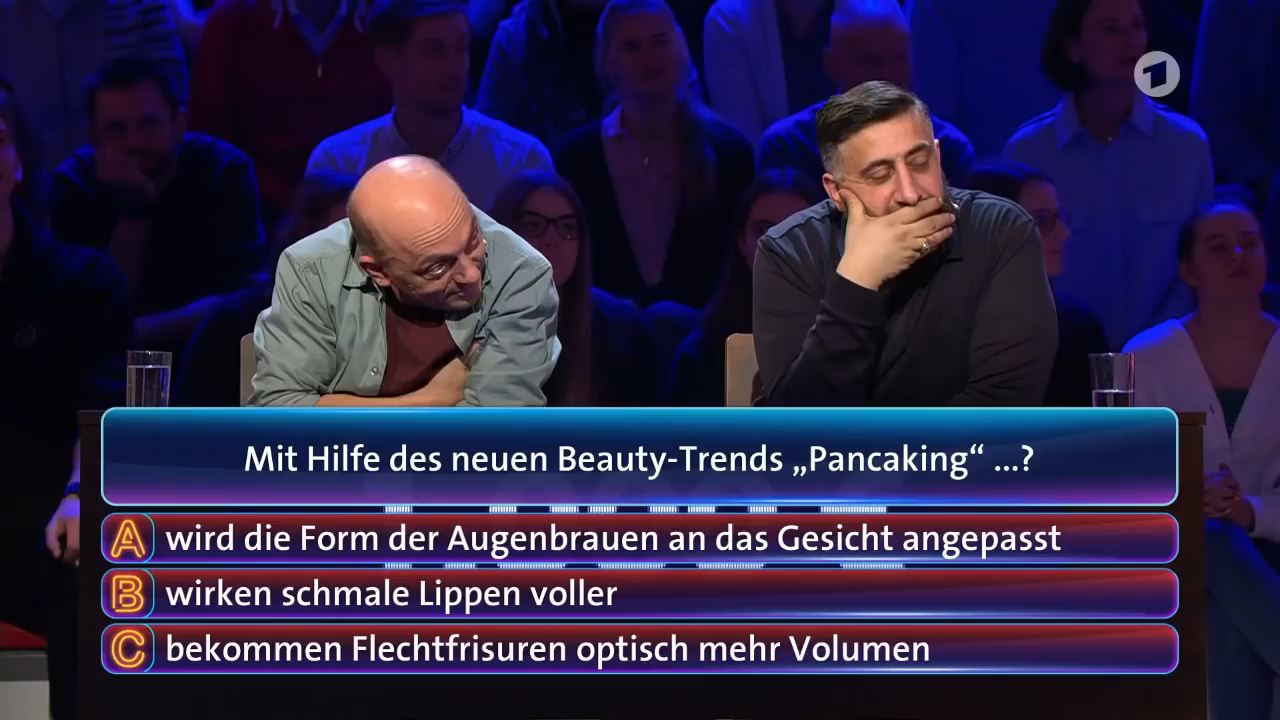 1
Mit Hilfe des neuen Beauty-Trends „Pancaking“ ...?
A wird die Form der Augenbrauen an das Gesicht angepasst
B wirken schmale Lippen voller
C bekommen Flechtfrisuren optisch mehr Volumen